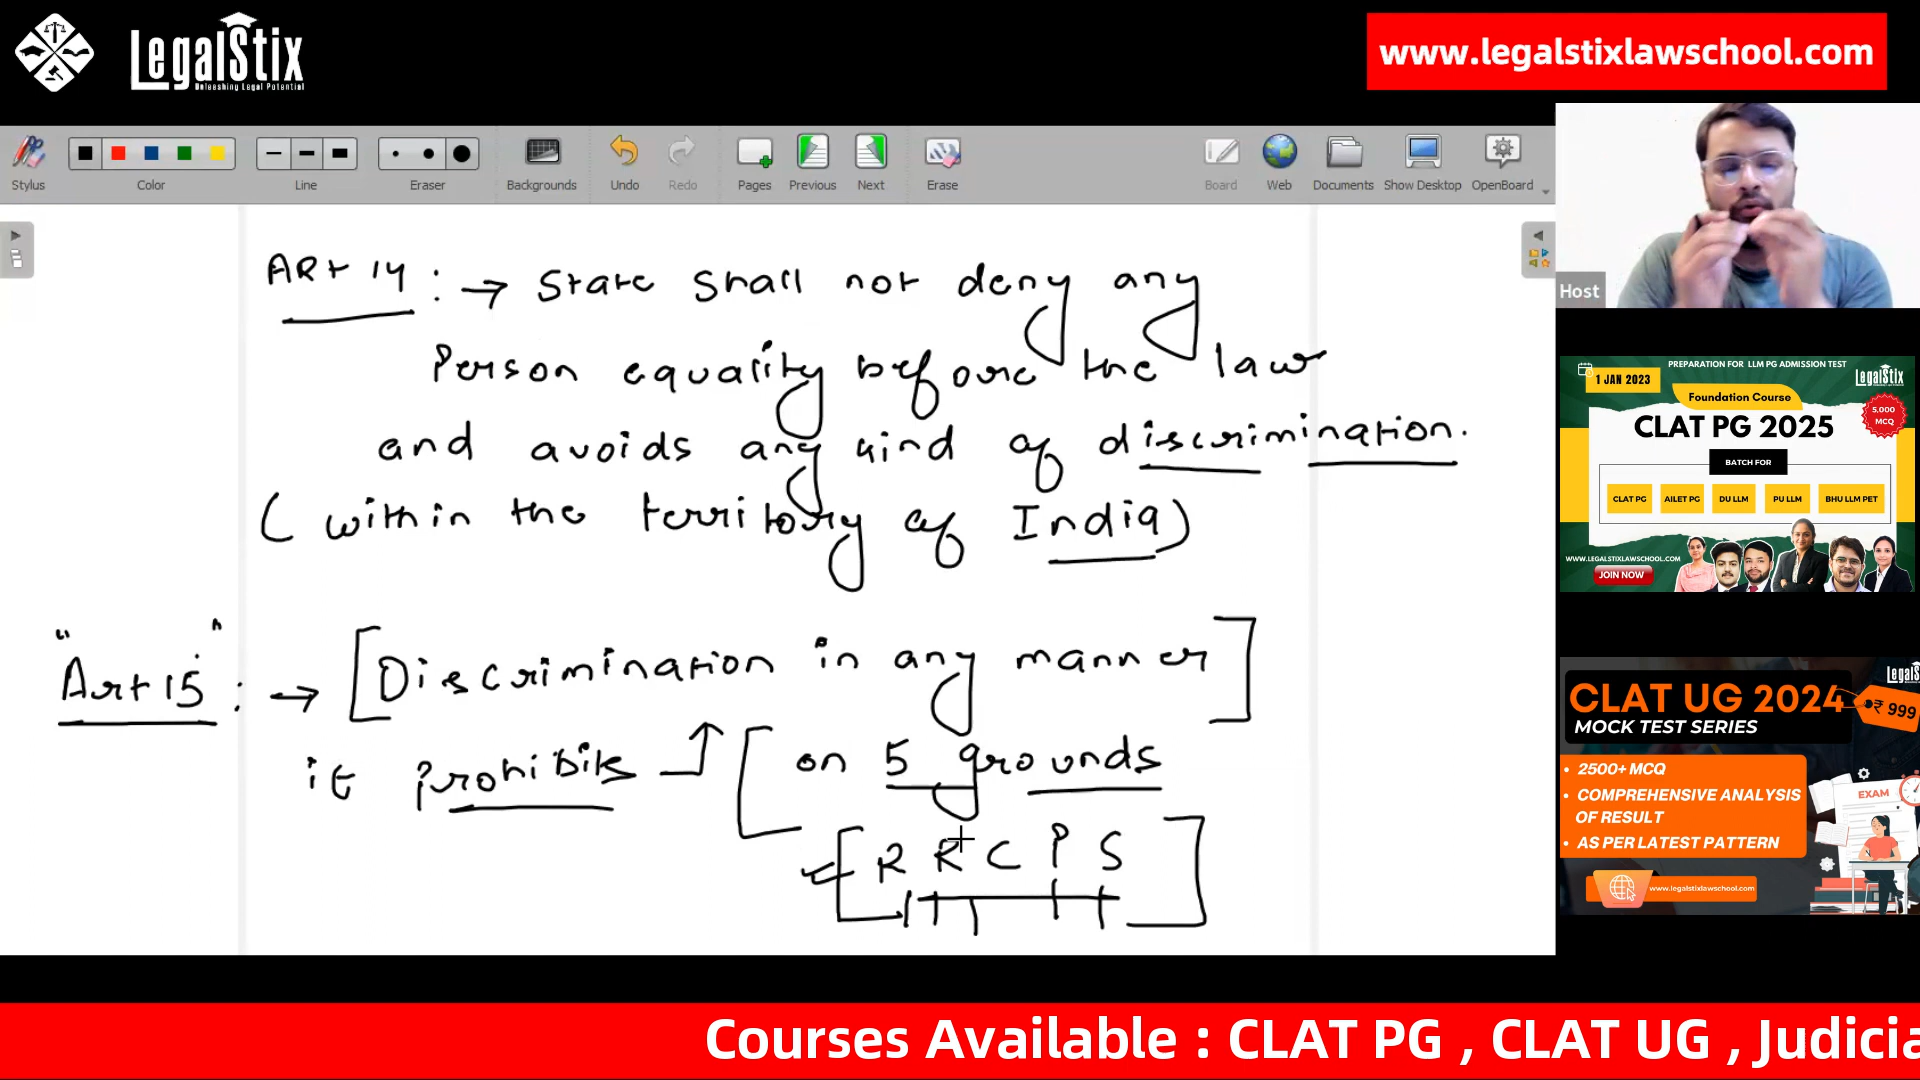 LegalStix
Unleashing Legal Potential
www.legalstixlawschool.com
Stylus
Color
Line
Eraser
Backgrounds
Undo
Redo
Pages
Previous
Next
Erase
Board
Web
Documents
Show Desktop
OpenBoard
ARt 14 : → State shall not deny any
Person equality before the law
and avoids any kind of discrimination.
( within the territory of India )
"Art 15" : → [Discrimination in any manner]
it prohibits
[ on 5 grounds
[ R R C P S ]
Host
1 JAN 2023
PREPARATION FOR LLM PG ADMISSION TEST
LegalStix
Foundation Course
5,000 MCQ
CLAT PG 2025
BATCH FOR
CLAT PG
AILET PG
DU LLM
PU LLM
BHU LLM PET
WWW.LEGALSTIXLAWSCHOOL.COM
JOIN NOW
LegalS
CLAT UG 2024
₹ 999
MOCK TEST SERIES
• 2500+ MCQ
• COMPREHENSIVE ANALYSIS
OF RESULT
• AS PER LATEST PATTERN
EXAM
www.legalstixlawschool.com
Courses Available : CLAT PG , CLAT UG , Judicia